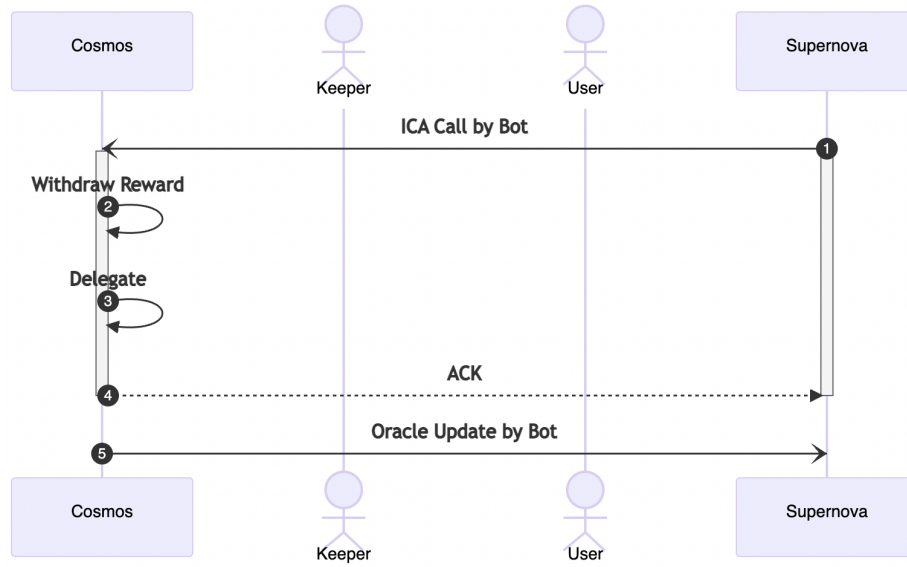 Cosmos
Keeper
User
Supernova
ICA Call by Bot
1
Withdraw Reward
2
Delegate
3
ACK
4
Oracle Update by Bot
5
Cosmos
Keeper
User
Supernova